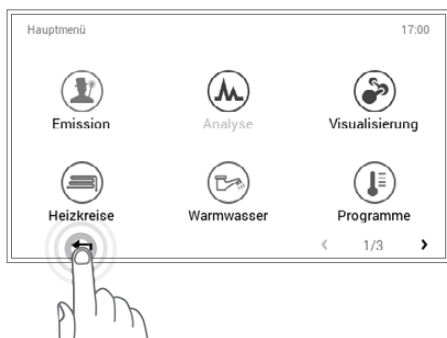 Hauptmenü 17:00
Emission Analyse Visualisierung
Heizkreise Warmwasser Programme
1/3